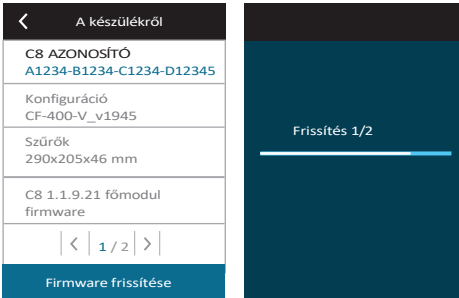 A készülékről
C8 AZONOSÍTÓ
A1234-B1234-C1234-D12345
Konfiguráció
CF-400-V_v1945
Szűrők
290x205x46 mm
C8 1.1.9.21 főmodul
firmware
1 / 2
Firmware frissítése
Frissítés 1/2